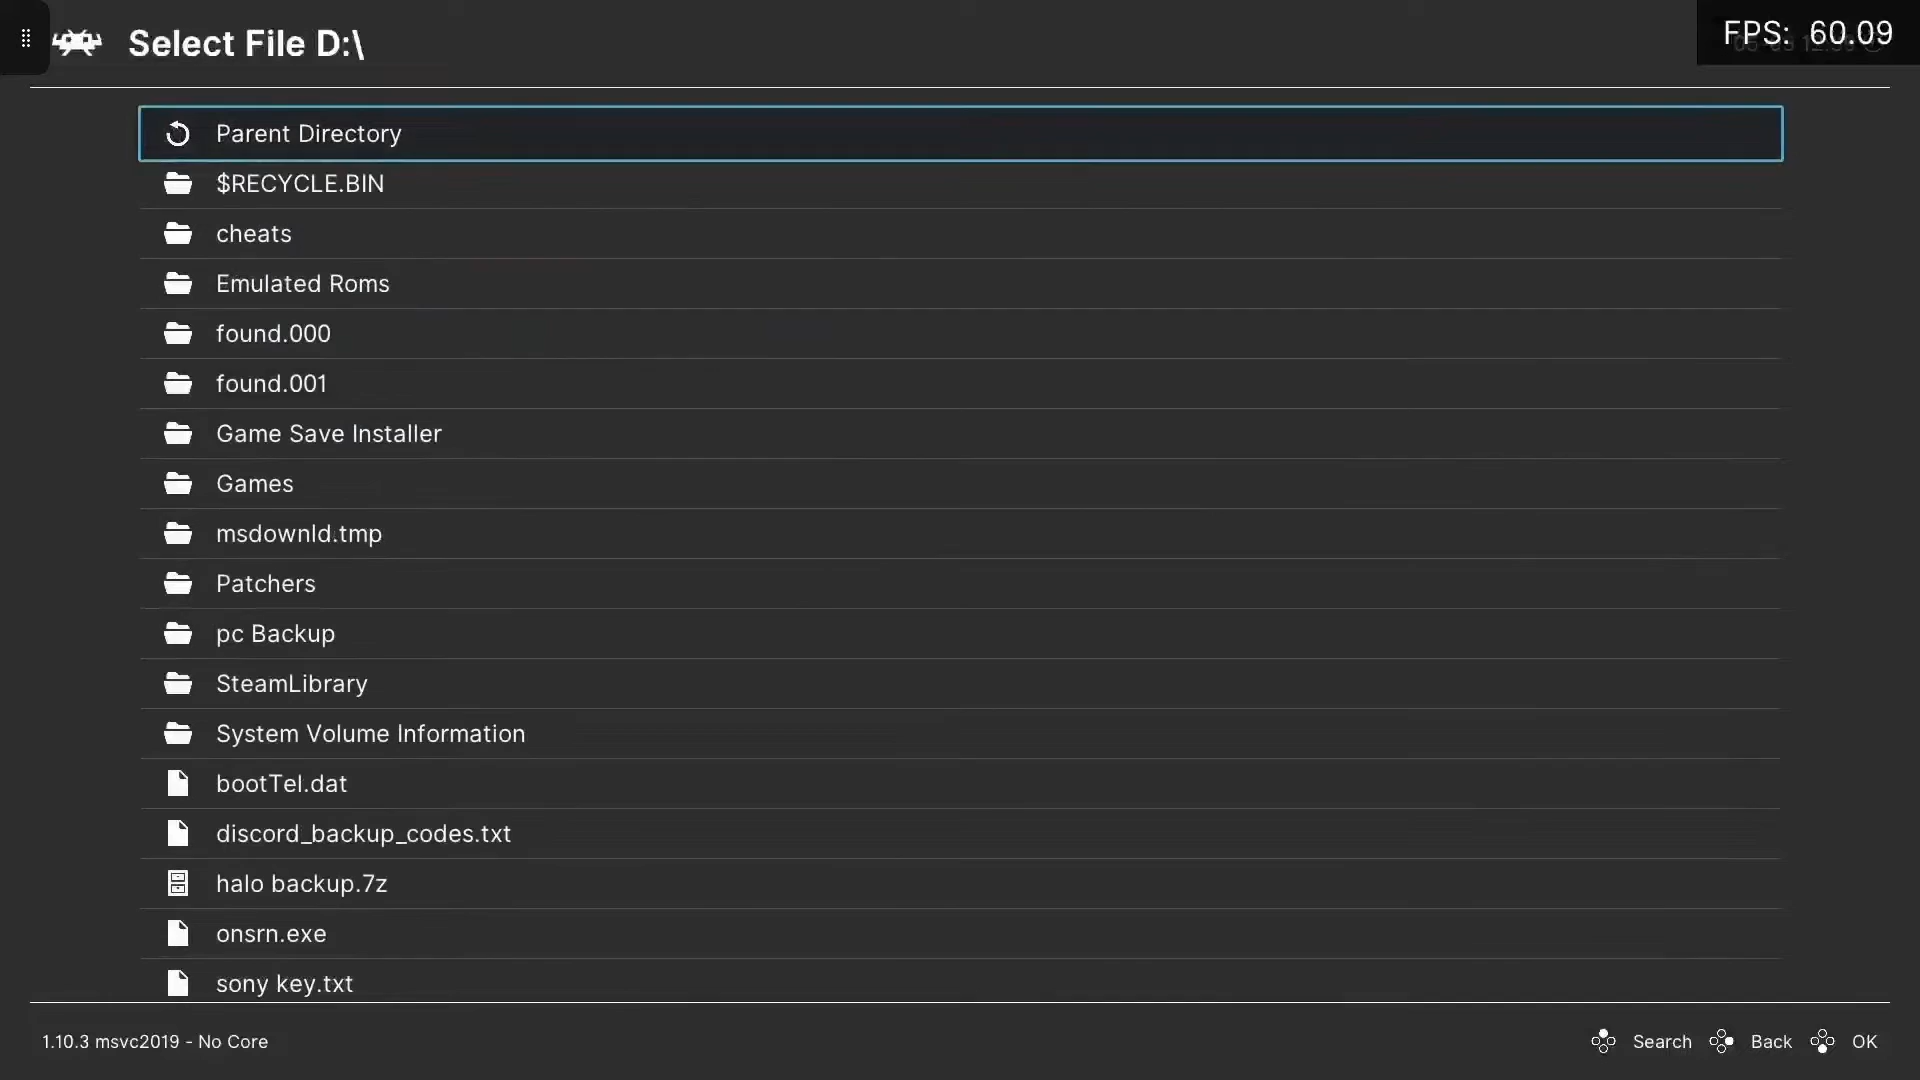 Select File D:\
FPS: 60.09
Parent Directory
$RECYCLE.BIN
cheats
Emulated Roms
found.000
found.001
Game Save Installer
Games
msdownld.tmp
Patchers
pc Backup
SteamLibrary
System Volume Information
bootTel.dat
discord_backup_codes.txt
halo backup.7z
onsrn.exe
sony key.txt
1.10.3 msvc2019 - No Core
Search Back OK